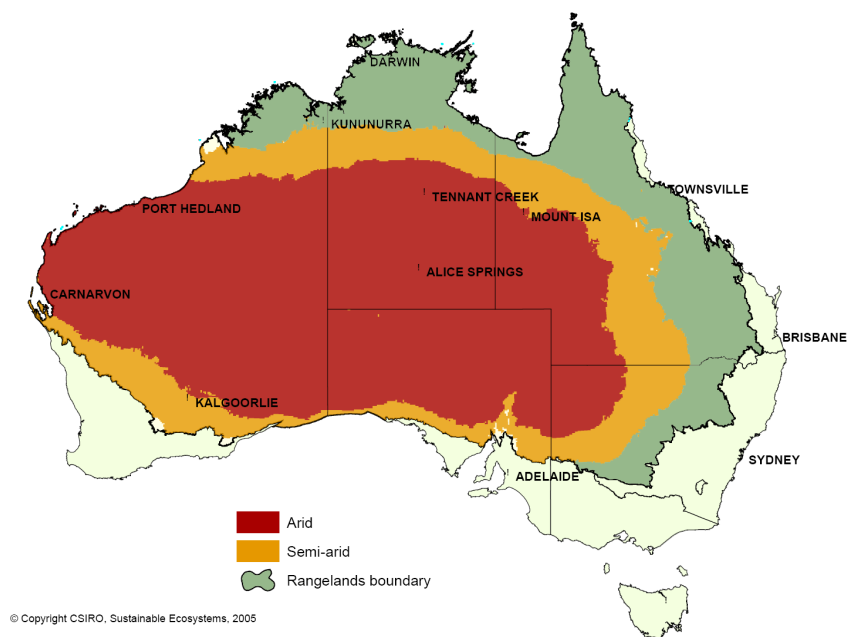 DARWIN
KUNUNURRA
TOWNSVILLE
TENNANT CREEK
PORT HEDLAND
MOUNT ISA
ALICE SPRINGS
CARNARVON
BRISBANE
KALGOORLIE
SYDNEY
ADELAIDE
Arid
Semi-arid
Rangelands boundary
© Copyright CSIRO, Sustainable Ecosystems, 2005